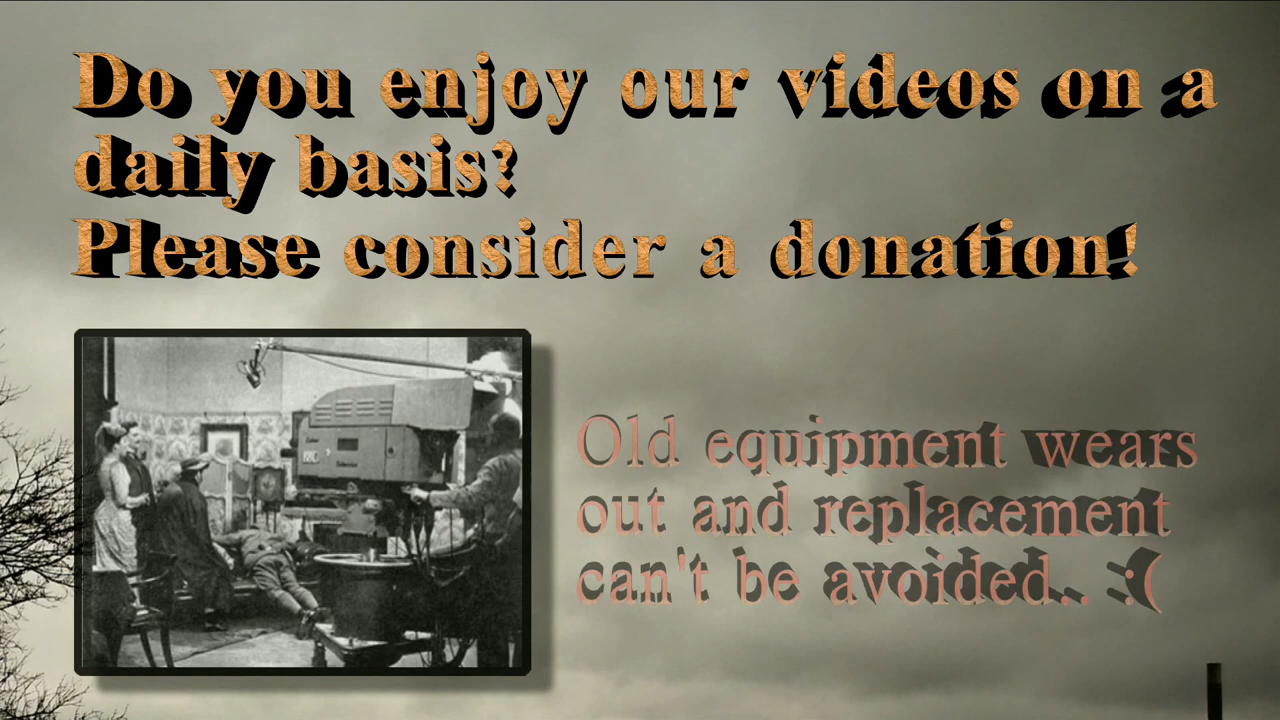 Do you enjoy our videos on a
daily basis?
Please consider a donation!
Old equipment wears
out and replacement
can't be avoided.. :(